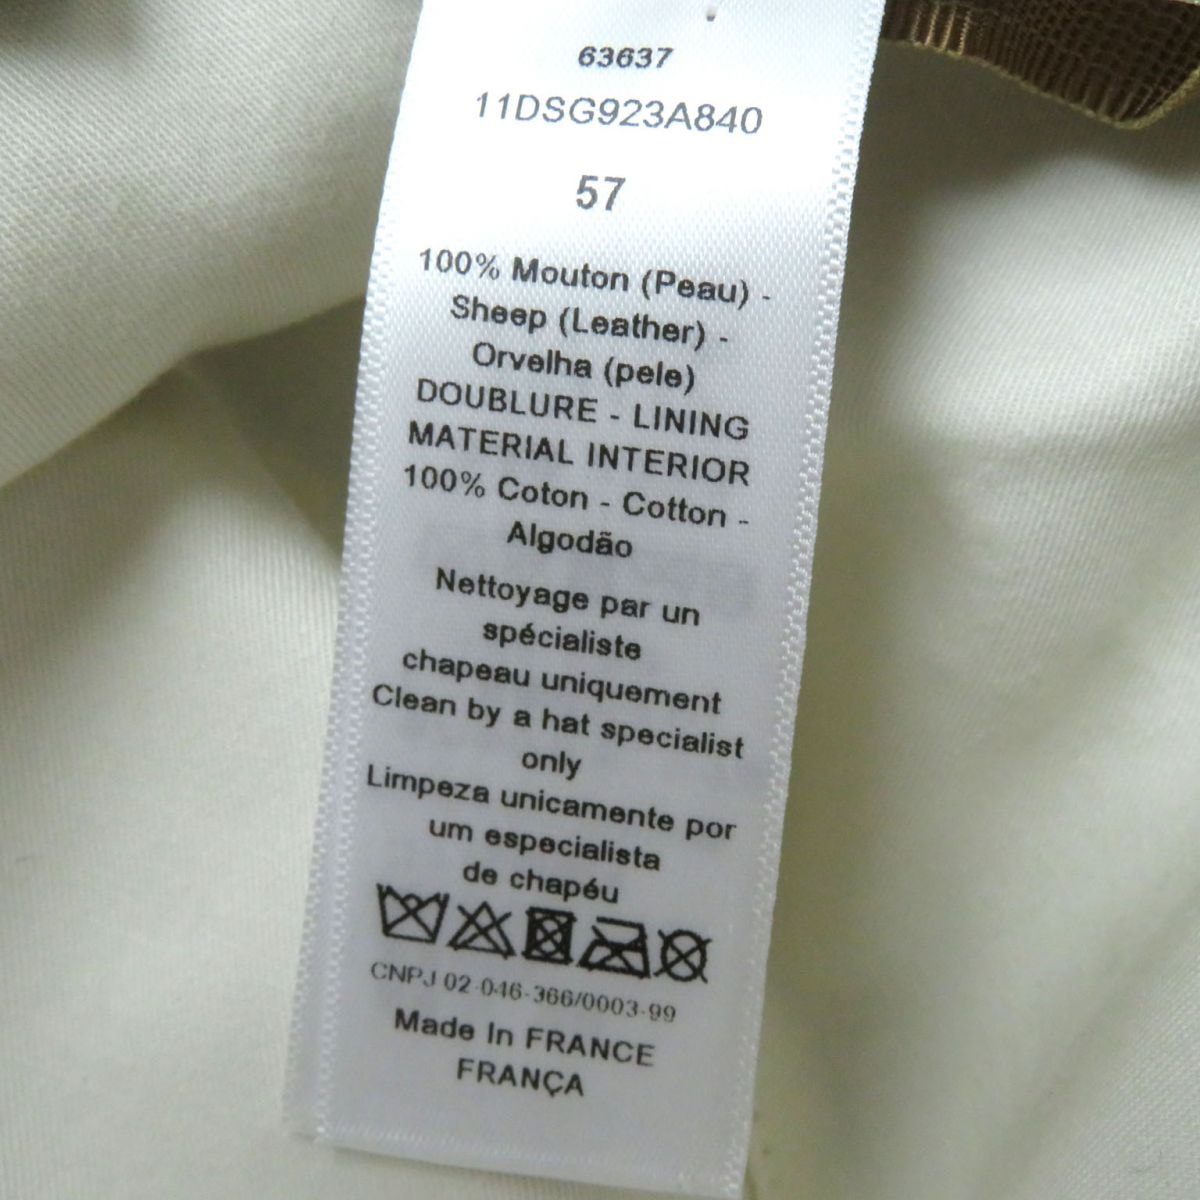 63637
11DSG923A840
57
100% Mouton (Peau) -
Sheep (Leather) -
Orvelha (pele)
DOUBLURE - LINING
MATERIAL INTERIOR
100% Coton - Cotton -
Algodão
Nettoyage par un
spécialiste
chapeau uniquement
Clean by a hat specialist
only
Limpeza unicamente por
um especialista
de chapéu
CNPJ 02-046-366/0003-99
Made In FRANCE
FRANÇA